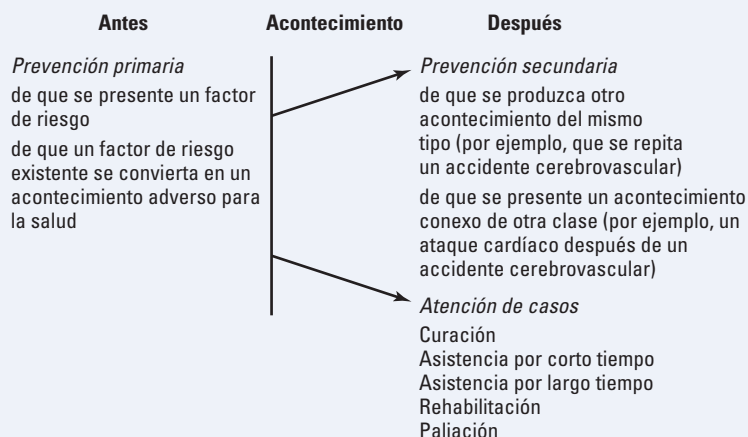 Antes Acontecimiento Después
Prevención primaria
de que se presente un factor
de riesgo
de que un factor de riesgo
existente se convierta en un
acontecimiento adverso para
la salud
Prevención secundaria
de que se produzca otro
acontecimiento del mismo
tipo (por ejemplo, que se repita
un accidente cerebrovascular)
de que se presente un acontecimiento
conexo de otra clase (por ejemplo, un
ataque cardíaco después de un
accidente cerebrovascular)
Atención de casos
Curación
Asistencia por corto tiempo
Asistencia por largo tiempo
Rehabilitación
Paliación